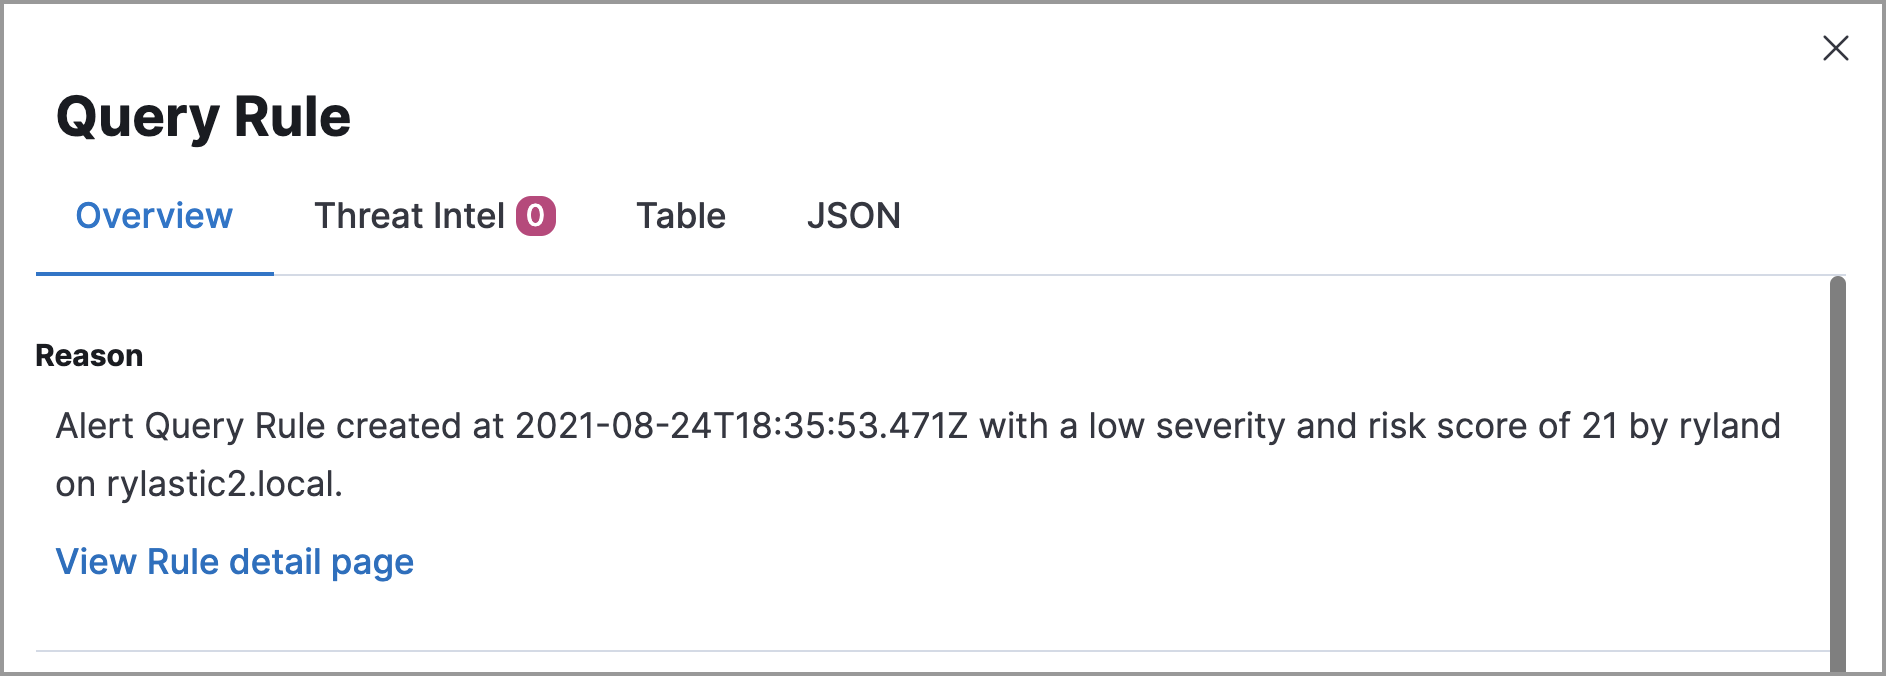 Query Rule
Overview Threat Intel 0 Table JSON
Reason
Alert Query Rule created at 2021-08-24T18:35:53.471Z with a low severity and risk score of 21 by ryland
on rylastic2.local.
View Rule detail page